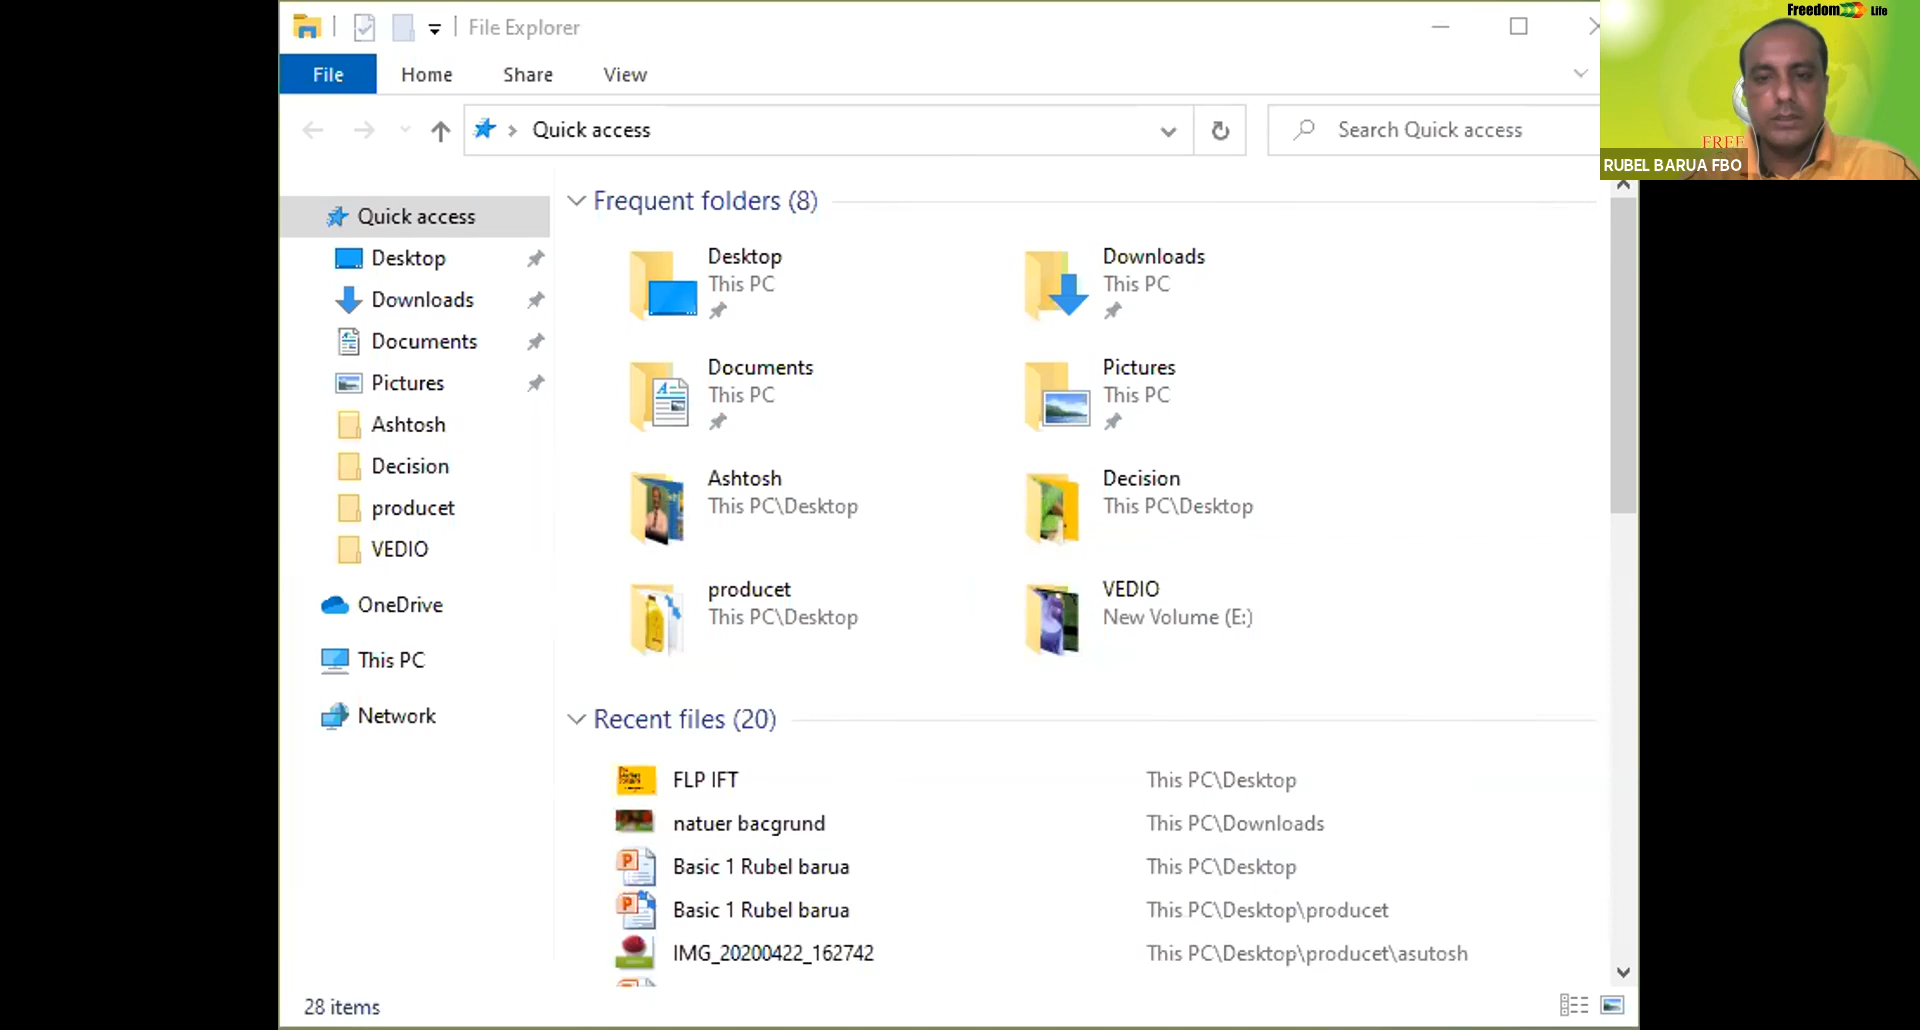 File Explorer
File Home Share View
Quick access
Search Quick access
Quick access
Desktop
Downloads
Documents
Pictures
Ashtosh
Decision
producet
VEDIO
OneDrive
This PC
Network
Frequent folders (8)
Desktop
This PC
Downloads
This PC
Documents
This PC
Pictures
This PC
Ashtosh
This PC\Desktop
Decision
This PC\Desktop
producet
This PC\Desktop
VEDIO
New Volume (E:)
Recent files (20)
FLP IFT This PC\Desktop
natuer bacgrund This PC\Downloads
Basic 1 Rubel barua This PC\Desktop
Basic 1 Rubel barua This PC\Desktop\producet
IMG_20200422_162742 This PC\Desktop\producet\asutosh
28 items
Freedom Life
FREE
RUBEL BARUA FBO